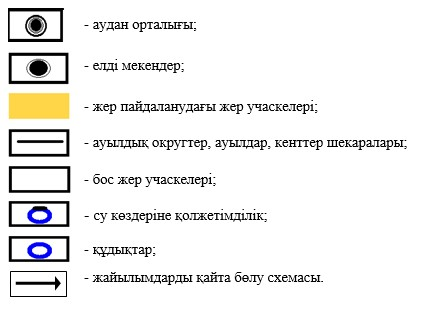 - аудан орталығы;
- елді мекендер;
- жер пайдаланудағы жер учаскелері;
- ауылдық округтер, ауылдар, кенттер шекаралары;
- бос жер учаскелері;
- су көздеріне қолжетімділік;
- құдықтар;
- жайылымдарды қайта бөлу схемасы.